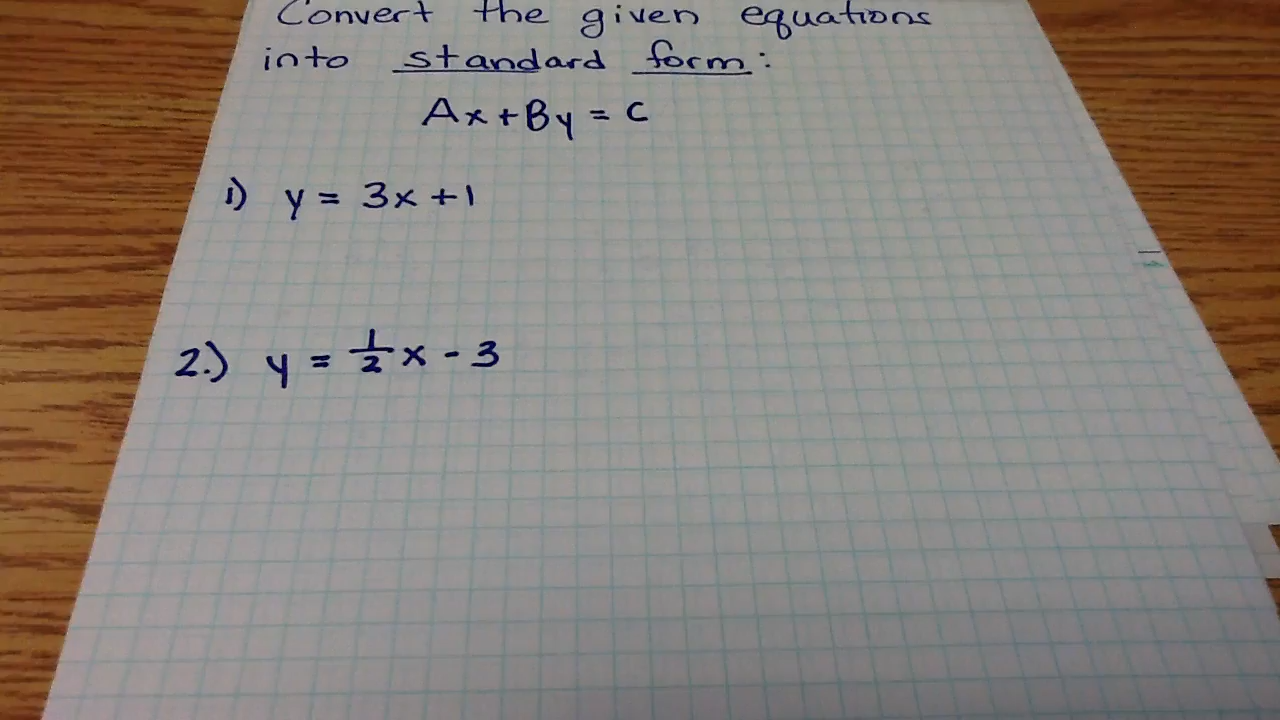 Convert the given equations
into standard form:
Ax + By = C
1) y = 3x + 1
2.) y = 1/2 x - 3